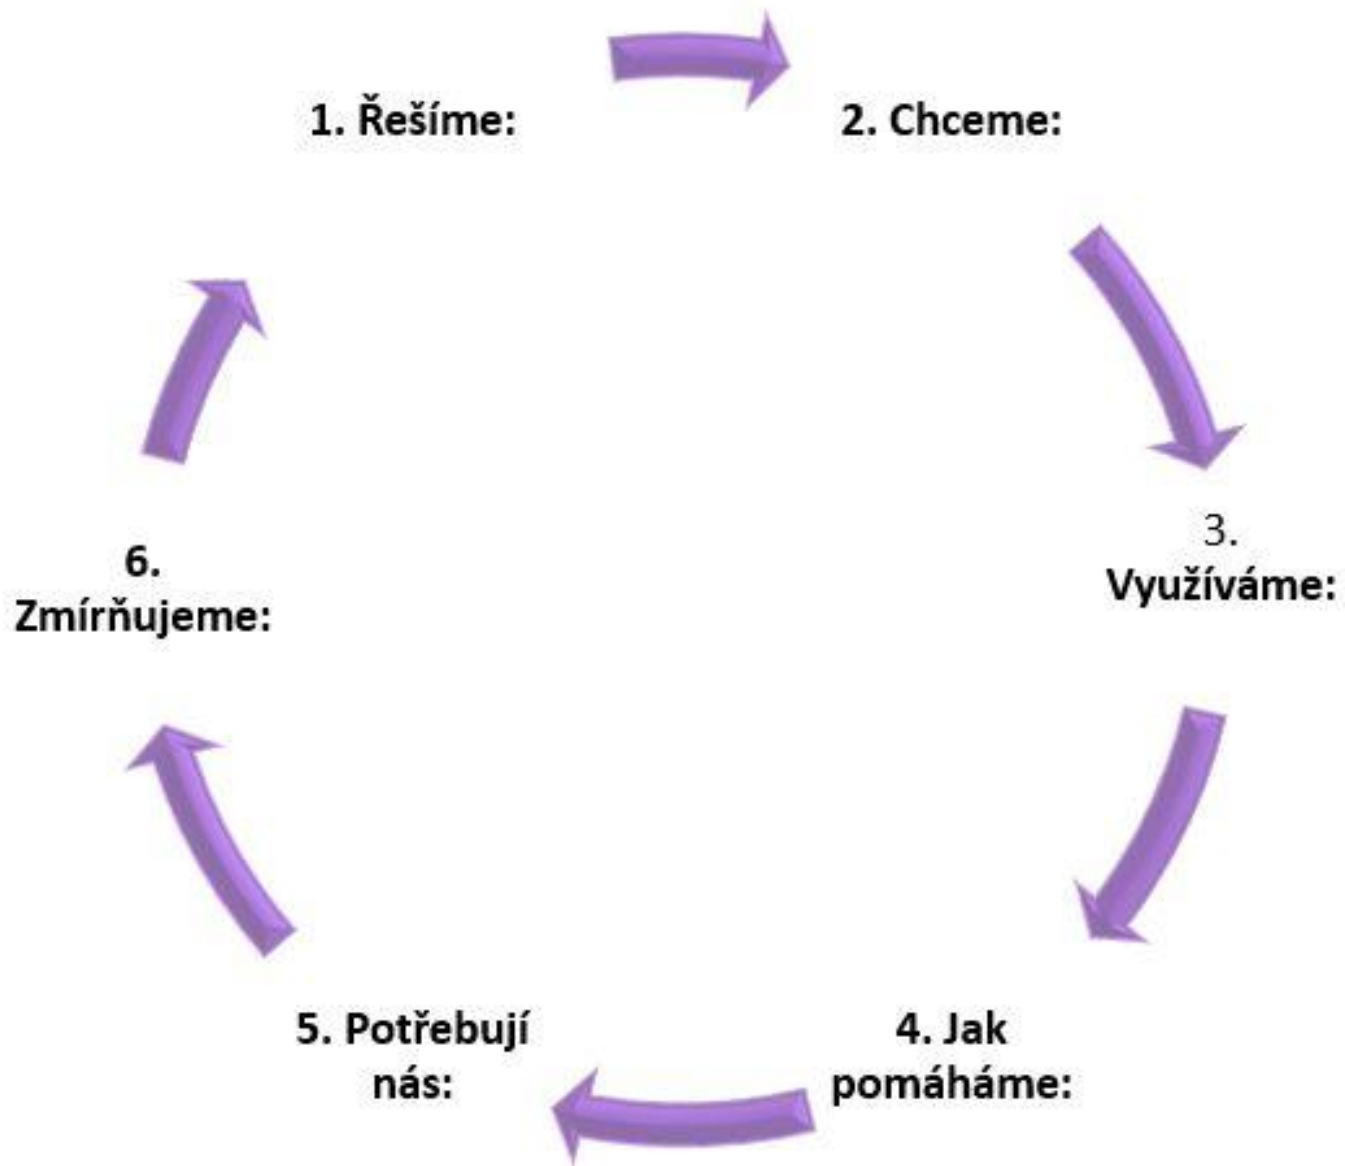 1. Řešíme:
2. Chceme:
3.
Využíváme:
4. Jak
pomáháme:
5. Potřebují
nás:
6.
Zmírňujeme: